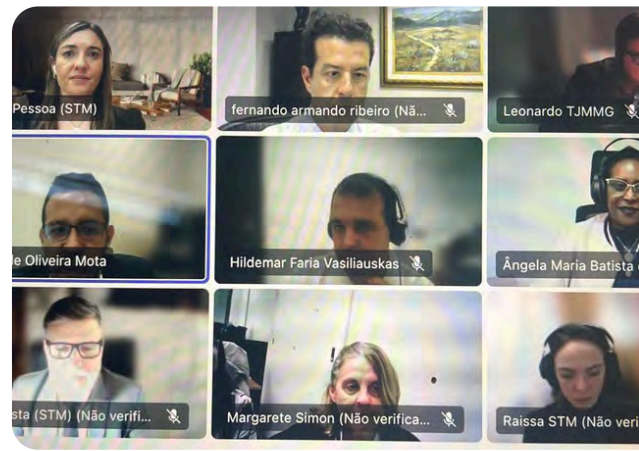 Pessoa (STM)
fernando armando ribeiro (Nã...
Leonardo TJMMG
de Oliveira Mota
Hildemar Faria Vasiliauskas
Ângela Maria Batista
sta (STM) (Não verifi...
Margarete Simon (Não verifica...
Raissa STM (Não veri